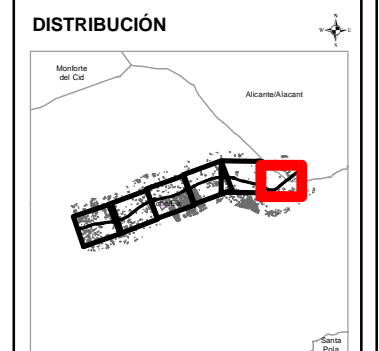 DISTRIBUCIÓN
N
W E
S
Monforte
del Cid
Alicante/Alacant
Santa
Pola